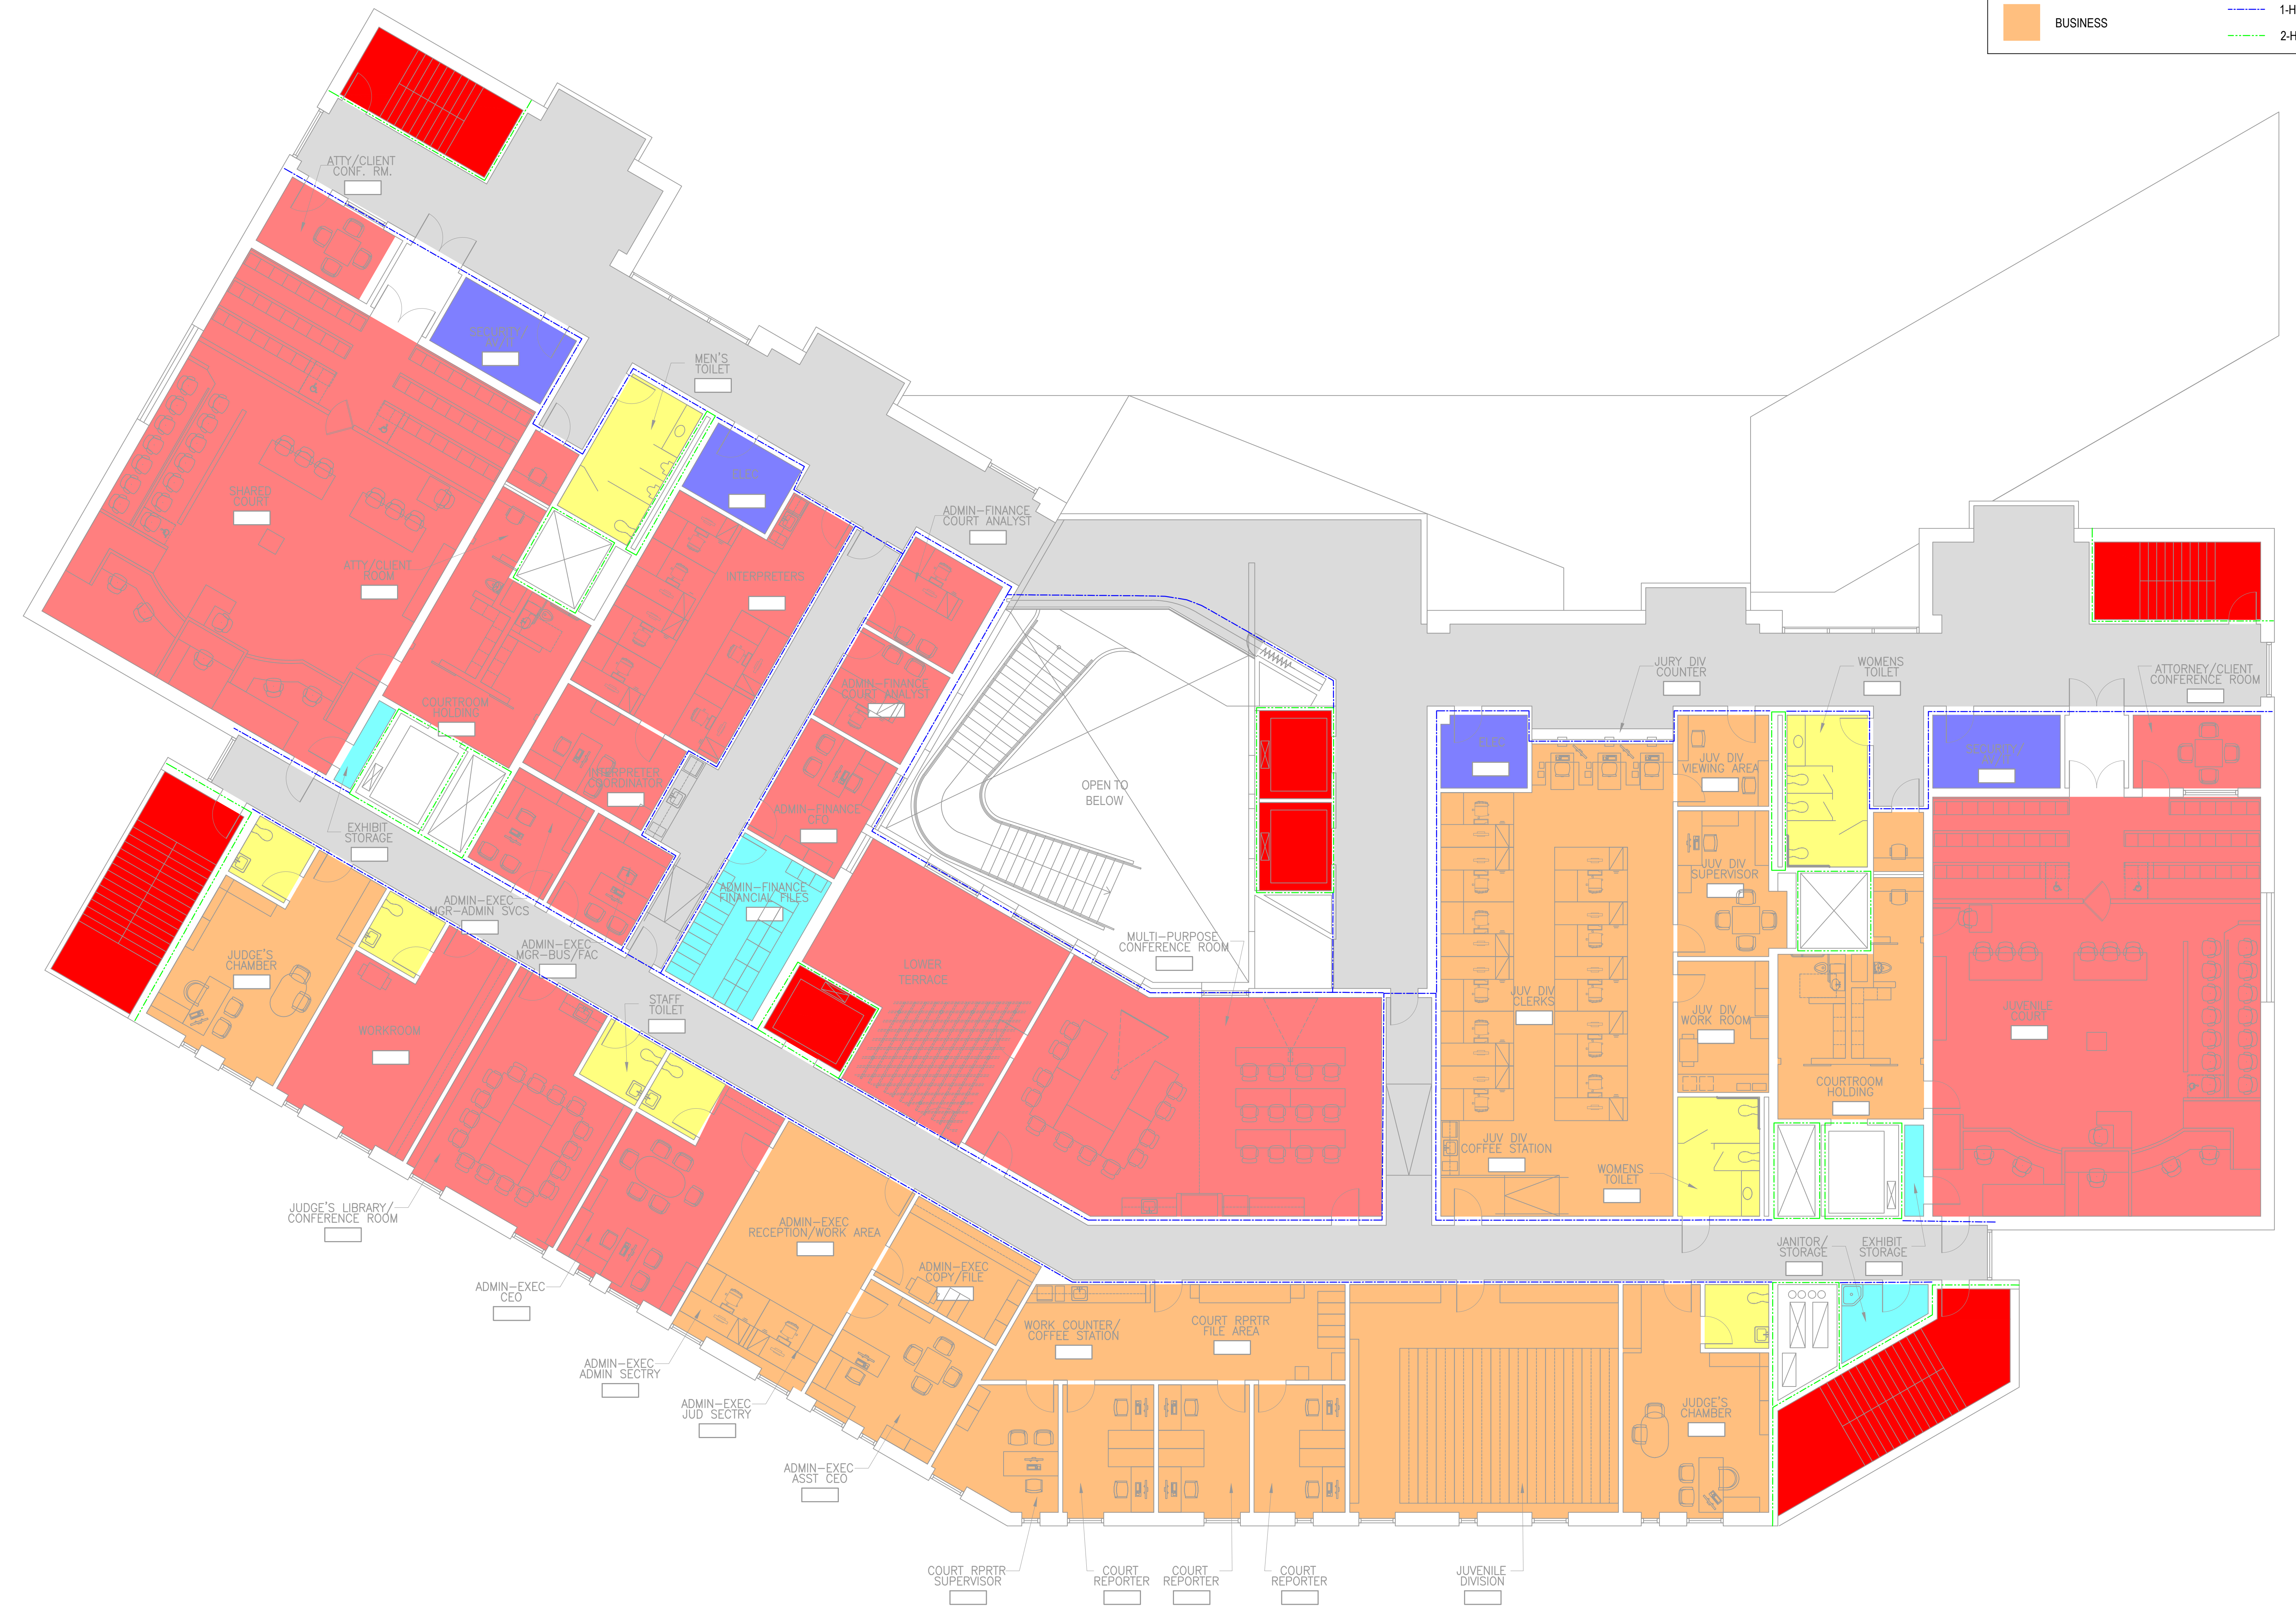 1-H
BUSINESS
2-H
ATTY/CLIENT
CONF. RM.
SECURITY/
AV/IT
MEN'S
TOILET
ELEC
SHARED
COURT
ADMIN-FINANCE
COURT ANALYST
ATTY/CLIENT
ROOM
INTERPRETERS
COURTROOM
HOLDING
ADMIN-FINANCE
COURT ANALYST
JURY DIV
COUNTER
WOMENS
TOILET
ATTORNEY/CLIENT
CONFERENCE ROOM
ELEC
JUV DIV
VIEWING AREA
SECURITY/
AV/IT
INTERPRETER
COORDINATOR
OPEN TO
BELOW
ADMIN-FINANCE
CFO
EXHIBIT
STORAGE
JUV DIV
SUPERVISOR
ADMIN-EXEC
MGR-ADMIN SVCS
ADMIN-FINANCE
FINANCIAL FILES
ADMIN-EXEC
MGR-BUS/FAC
MULTI-PURPOSE
CONFERENCE ROOM
JUDGE'S
CHAMBER
LOWER
TERRACE
STAFF
TOILET
JUV DIV
CLERKS
JUV DIV
WORK ROOM
JUVENILE
COURT
WORKROOM
COURTROOM
HOLDING
JUV DIV
COFFEE STATION
WOMENS
TOILET
JUDGE'S LIBRARY/
CONFERENCE ROOM
ADMIN-EXEC
RECEPTION/WORK AREA
JANITOR/
STORAGE
EXHIBIT
STORAGE
ADMIN-EXEC
COPY/FILE
ADMIN-EXEC
CEO
WORK COUNTER/
COFFEE STATION
COURT RPRTR
FILE AREA
ADMIN-EXEC
ADMIN SECTRY
ADMIN-EXEC
JUD SECTRY
JUDGE'S
CHAMBER
ADMIN-EXEC
ASST CEO
COURT RPRTR
SUPERVISOR
COURT
REPORTER
COURT
REPORTER
COURT
REPORTER
JUVENILE
DIVISION